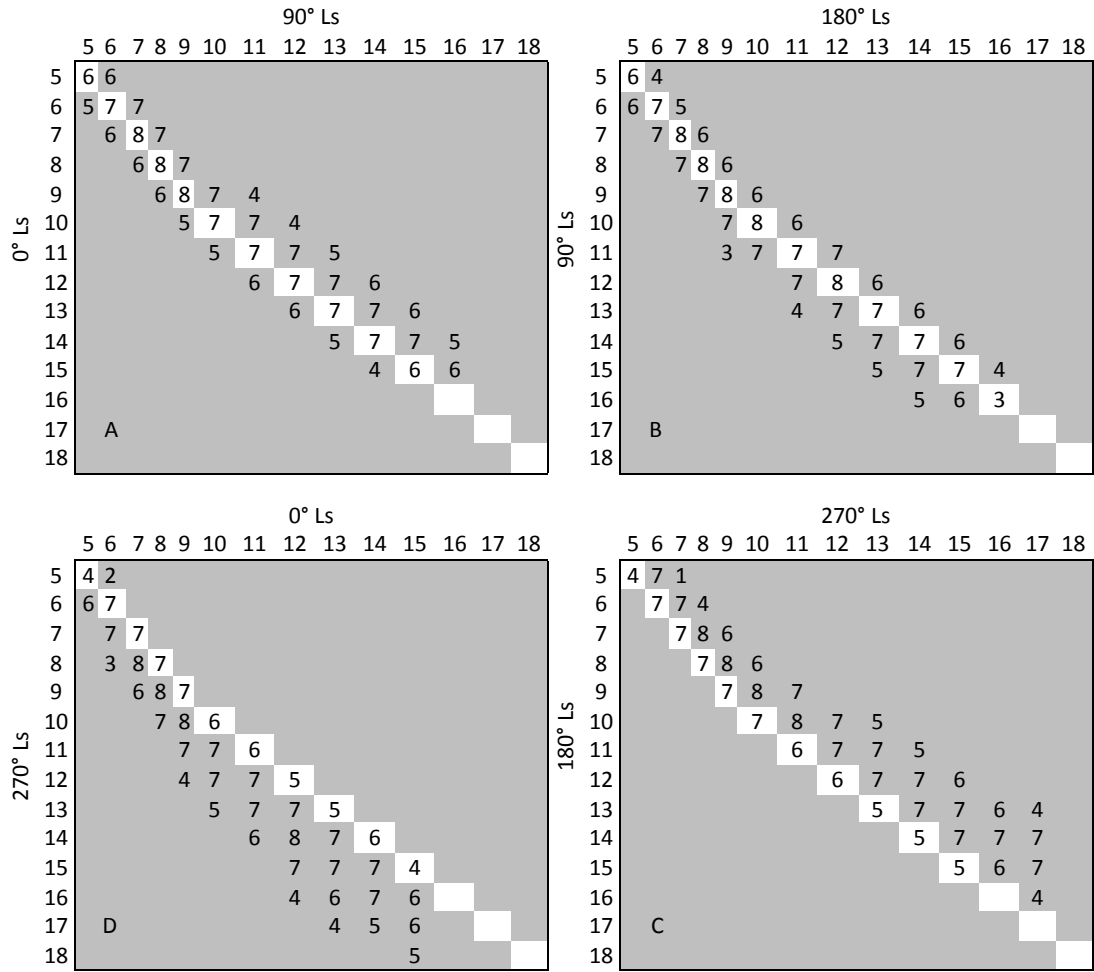 90° Ls 180° Ls
5 6 7 8 9 10 11 12 13 14 15 16 17 18 5 6 7 8 9 10 11 12 13 14 15 16 17 18
5 6 6 5 6 4
6 5 7 7 6 6 7 5
7 6 8 7 7 7 8 6
8 6 8 7 8 7 8 6
9 6 8 7 4 9 7 8 6
10 5 7 7 4 10 7 8 6
11 5 7 7 5 11 3 7 7 7
12 6 7 7 6 12 7 8 6
13 6 7 7 6 13 4 7 7 6
14 5 7 7 5 14 5 7 7 6
15 4 6 6 15 5 7 7 4
16 16 5 6 3
17 A 17 B
18 18
0° Ls 90° Ls
0° Ls 270° Ls
5 6 7 8 9 10 11 12 13 14 15 16 17 18 5 6 7 8 9 10 11 12 13 14 15 16 17 18
5 4 2 5 4 7 1
6 6 7 6 7 7 4
7 7 7 7 7 8 6
8 3 8 7 8 7 8 6
9 6 8 7 9 7 8 7
10 7 8 6 10 7 8 7 5
11 7 7 6 11 6 7 7 5
12 4 7 7 5 12 6 7 7 6
13 5 7 7 5 13 5 7 7 6 4
14 6 8 7 6 14 5 7 7 7
15 7 7 7 4 15 5 6 7
16 4 6 7 6 16 4
17 D 4 5 6 17 C
18 5 18
270° Ls 180° Ls